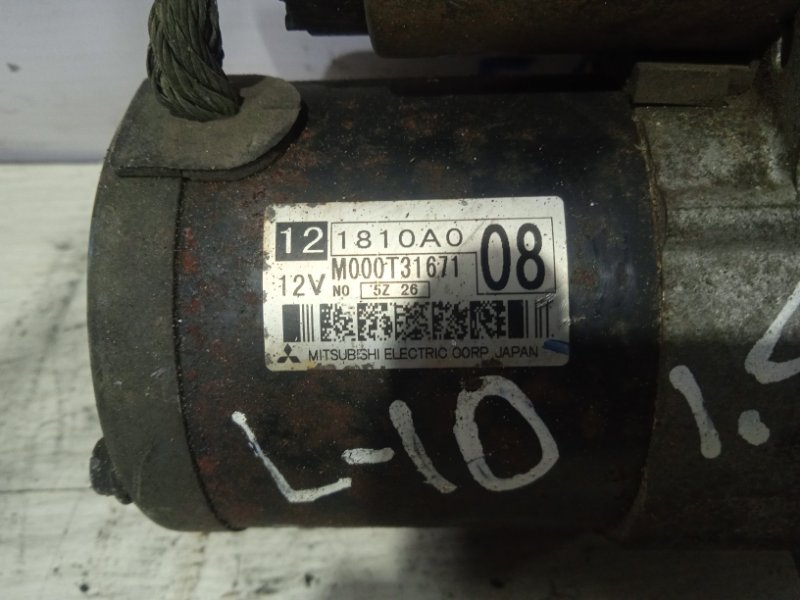 12 1810A0 08
12V M000T31671
NO 5Z 26
MITSUBISHI ELECTRIC CORP. JAPAN
L-10 1.